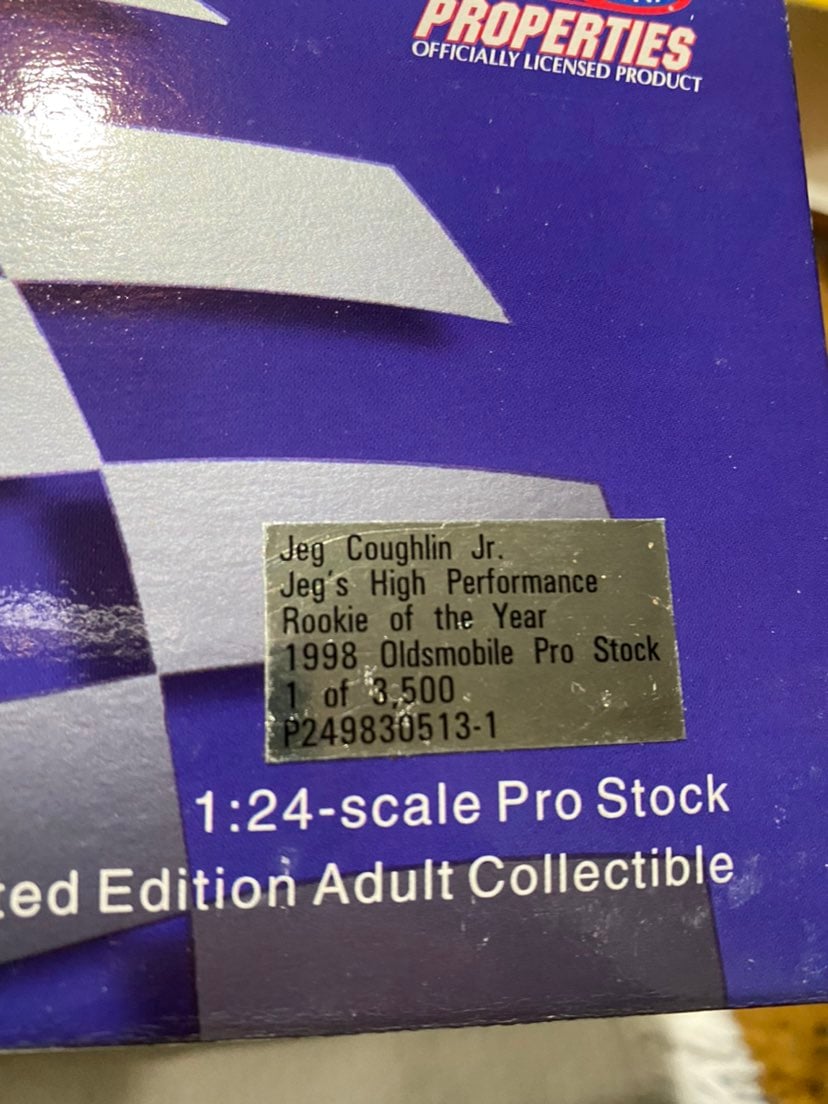 PROPERTIES
OFFICIALLY LICENSED PRODUCT
Jeg Coughlin Jr.
Jeg's High Performance
Rookie of the Year
1998 Oldsmobile Pro Stock
1 of 3,500
P249830513-1
1:24-scale Pro Stock
ted Edition Adult Collectible